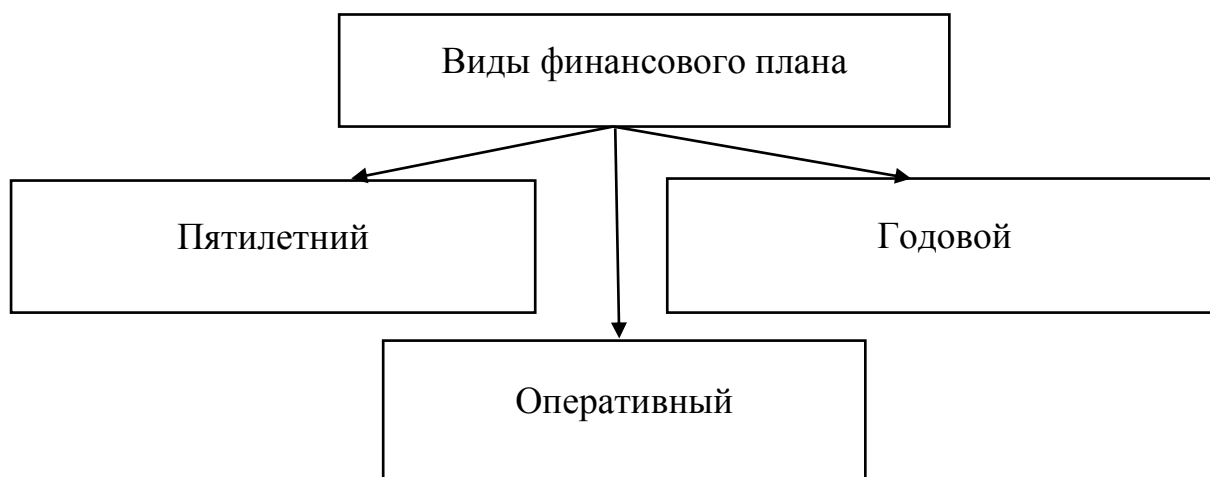 Виды финансового плана
Пятилетний
Годовой
Оперативный